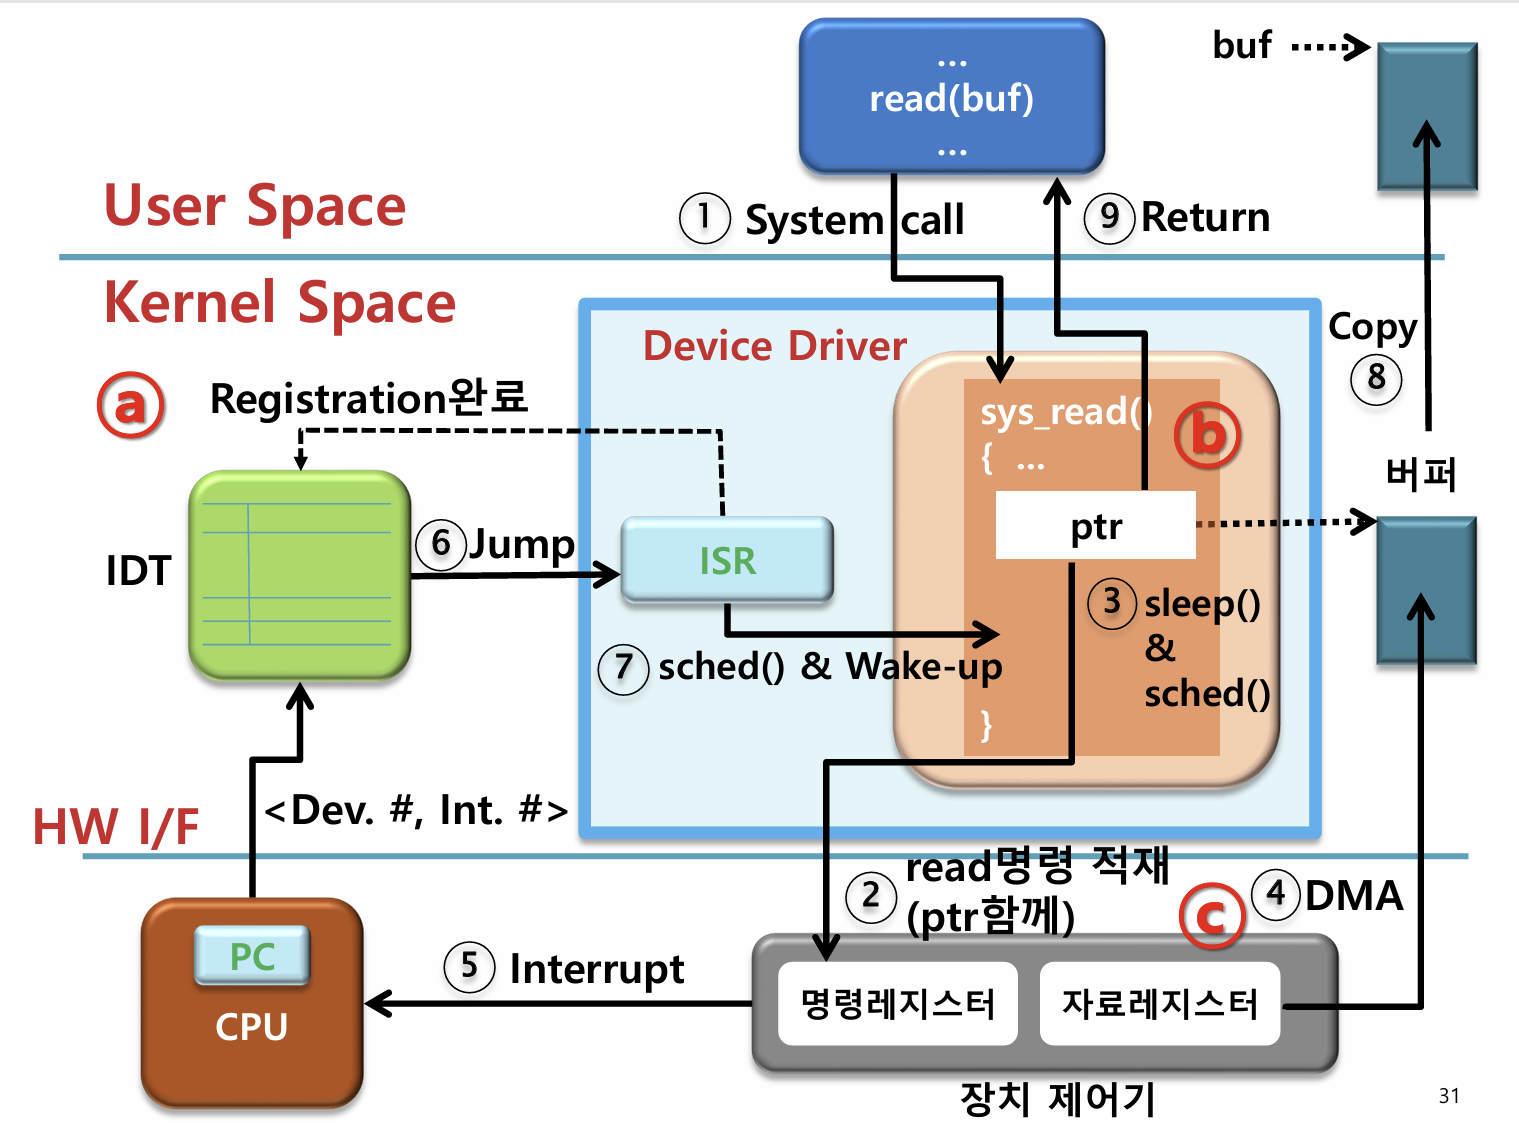 ...
read(buf)
...
buf
User Space
① System call
⑨ Return
Kernel Space
Device Driver
Copy
⑧
ⓐ
Registration완료
sys_read()
ⓑ
{ ...
버퍼
IDT
⑥ Jump
ISR
ptr
③ sleep()
&
sched()
⑦ sched() & Wake-up
}
<Dev. #, Int. #>
HW I/F
② read명령 적재
(ptr함께)
ⓒ
④ DMA
PC
CPU
⑤ Interrupt
명령레지스터
자료레지스터
장치 제어기
31